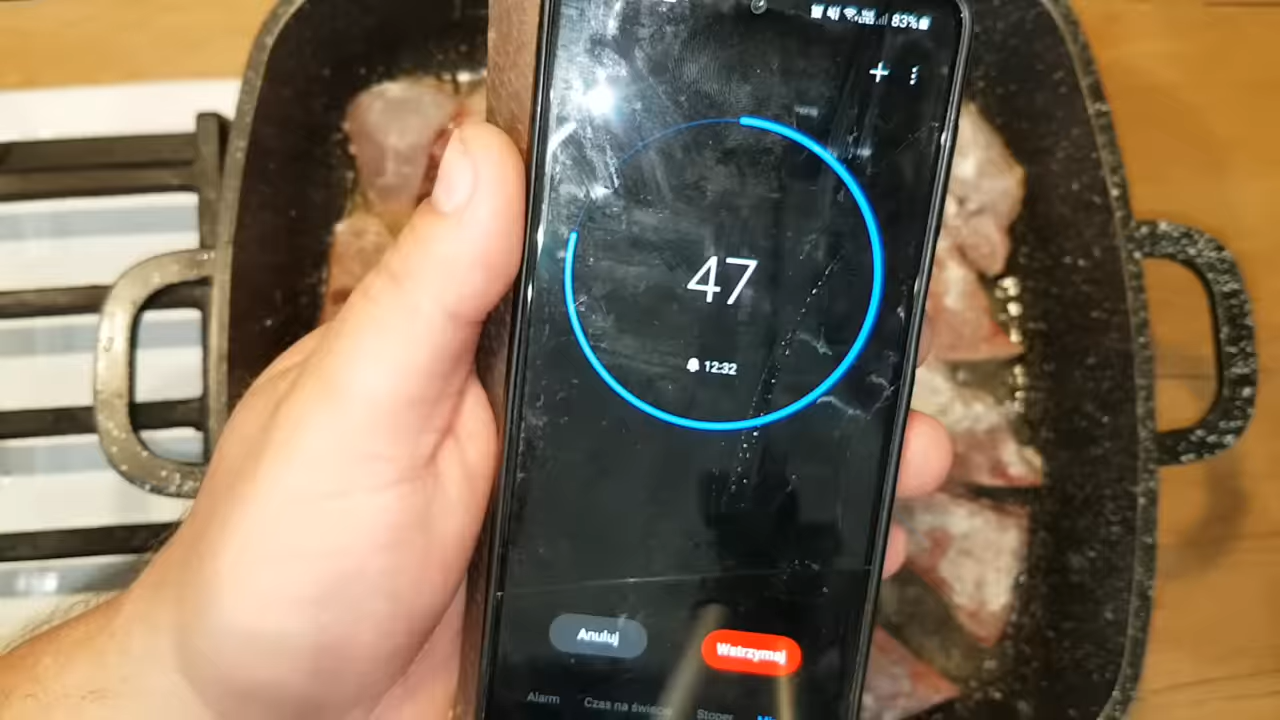 83%
47
12:32
Anuluj
Wstrzymaj
Alarm
Czas na świecie
Stoper